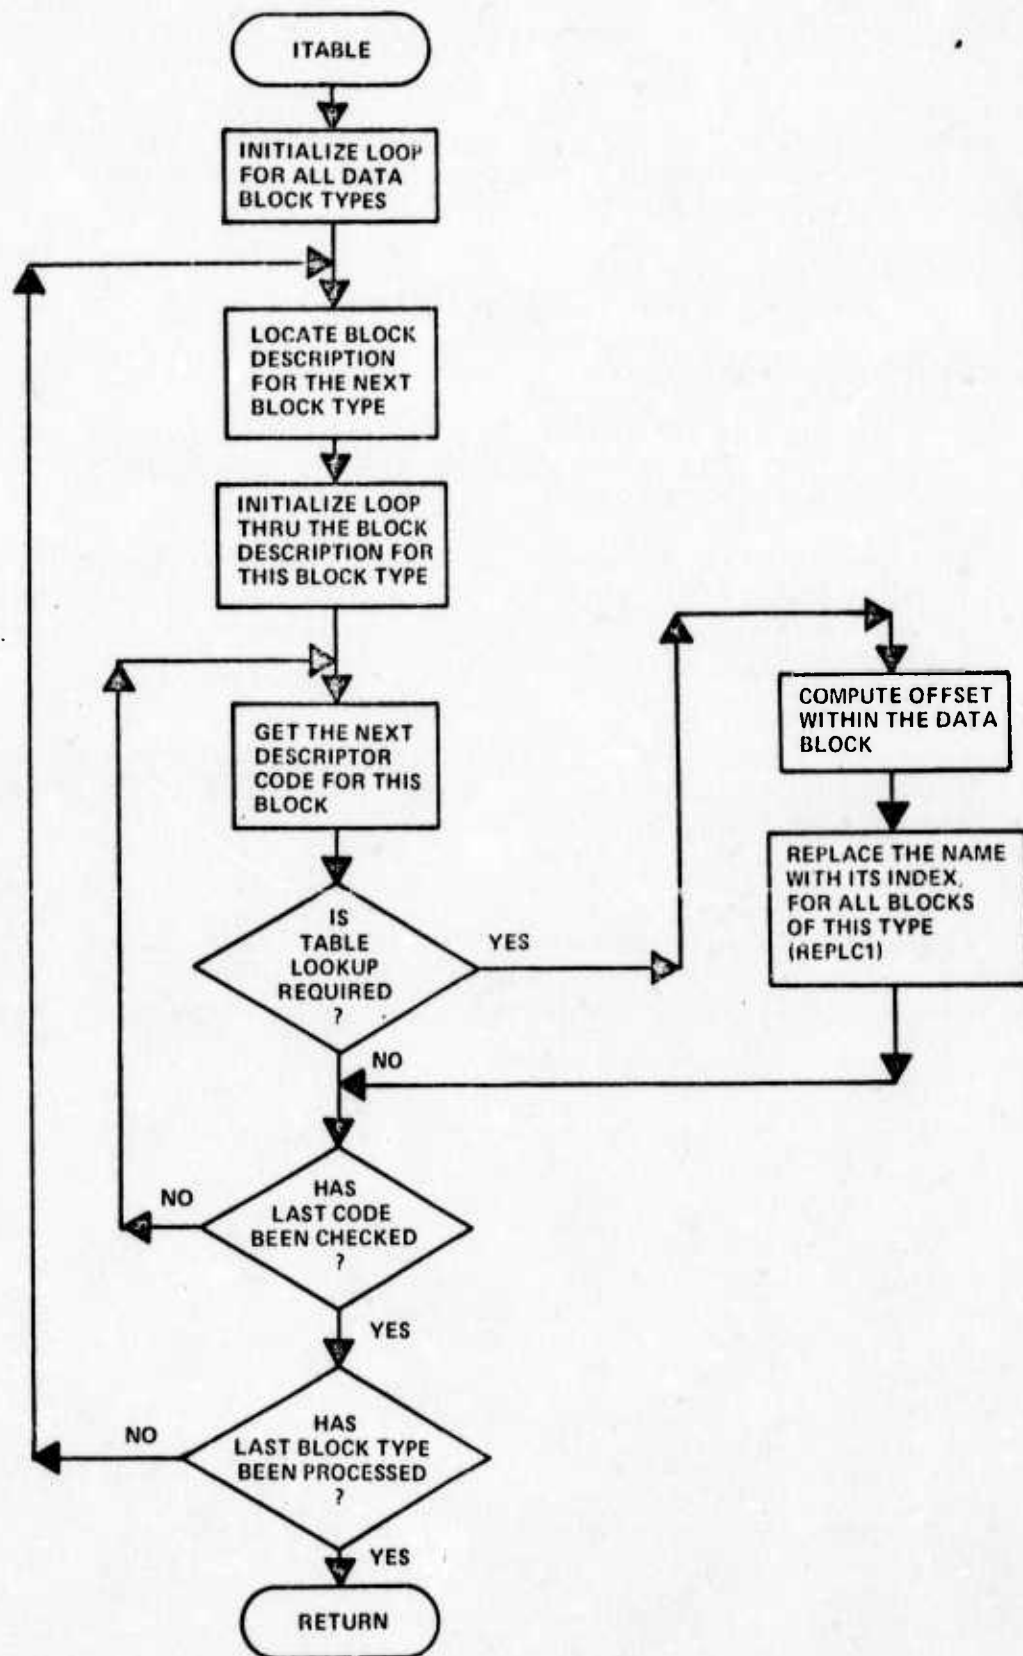 ITABLE
INITIALIZE LOOP
FOR ALL DATA
BLOCK TYPES
LOCATE BLOCK
DESCRIPTION
FOR THE NEXT
BLOCK TYPE
INITIALIZE LOOP
THRU THE BLOCK
DESCRIPTION FOR
THIS BLOCK TYPE
GET THE NEXT
DESCRIPTOR
CODE FOR THIS
BLOCK
IS
TABLE
LOOKUP
REQUIRED
?
YES
COMPUTE OFFSET
WITHIN THE DATA
BLOCK
REPLACE THE NAME
WITH ITS INDEX,
FOR ALL BLOCKS
OF THIS TYPE
(REPLC1)
NO
HAS
LAST CODE
BEEN CHECKED
?
NO
YES
HAS
LAST BLOCK TYPE
BEEN PROCESSED
?
NO
YES
RETURN